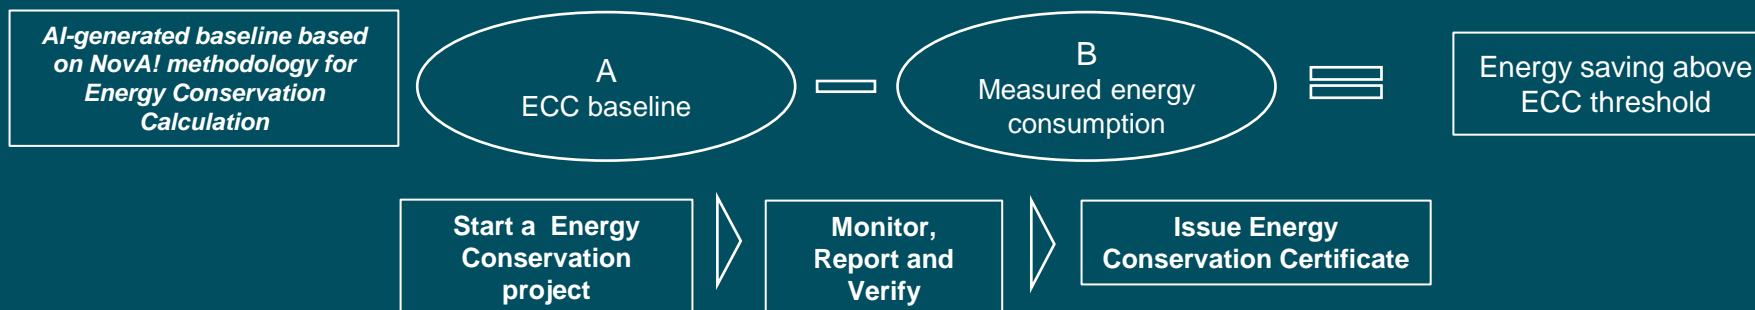 AI-generated baseline based
on NovA! methodology for
Energy Conservation
Calculation
A
ECC baseline
B
Measured energy
consumption
Energy saving above
ECC threshold
Start a Energy
Conservation
project
Monitor,
Report and
Verify
Issue Energy
Conservation Certificate